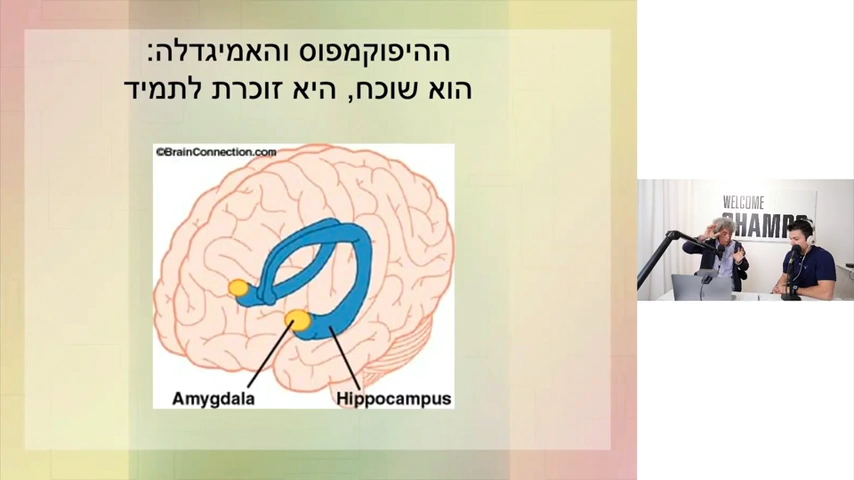 ההיפוקמפוס והאמיגדלה:
הוא שוכח, היא זוכרת לתמיד
©BrainConnection.com
Amygdala
Hippocampus
WELCOME